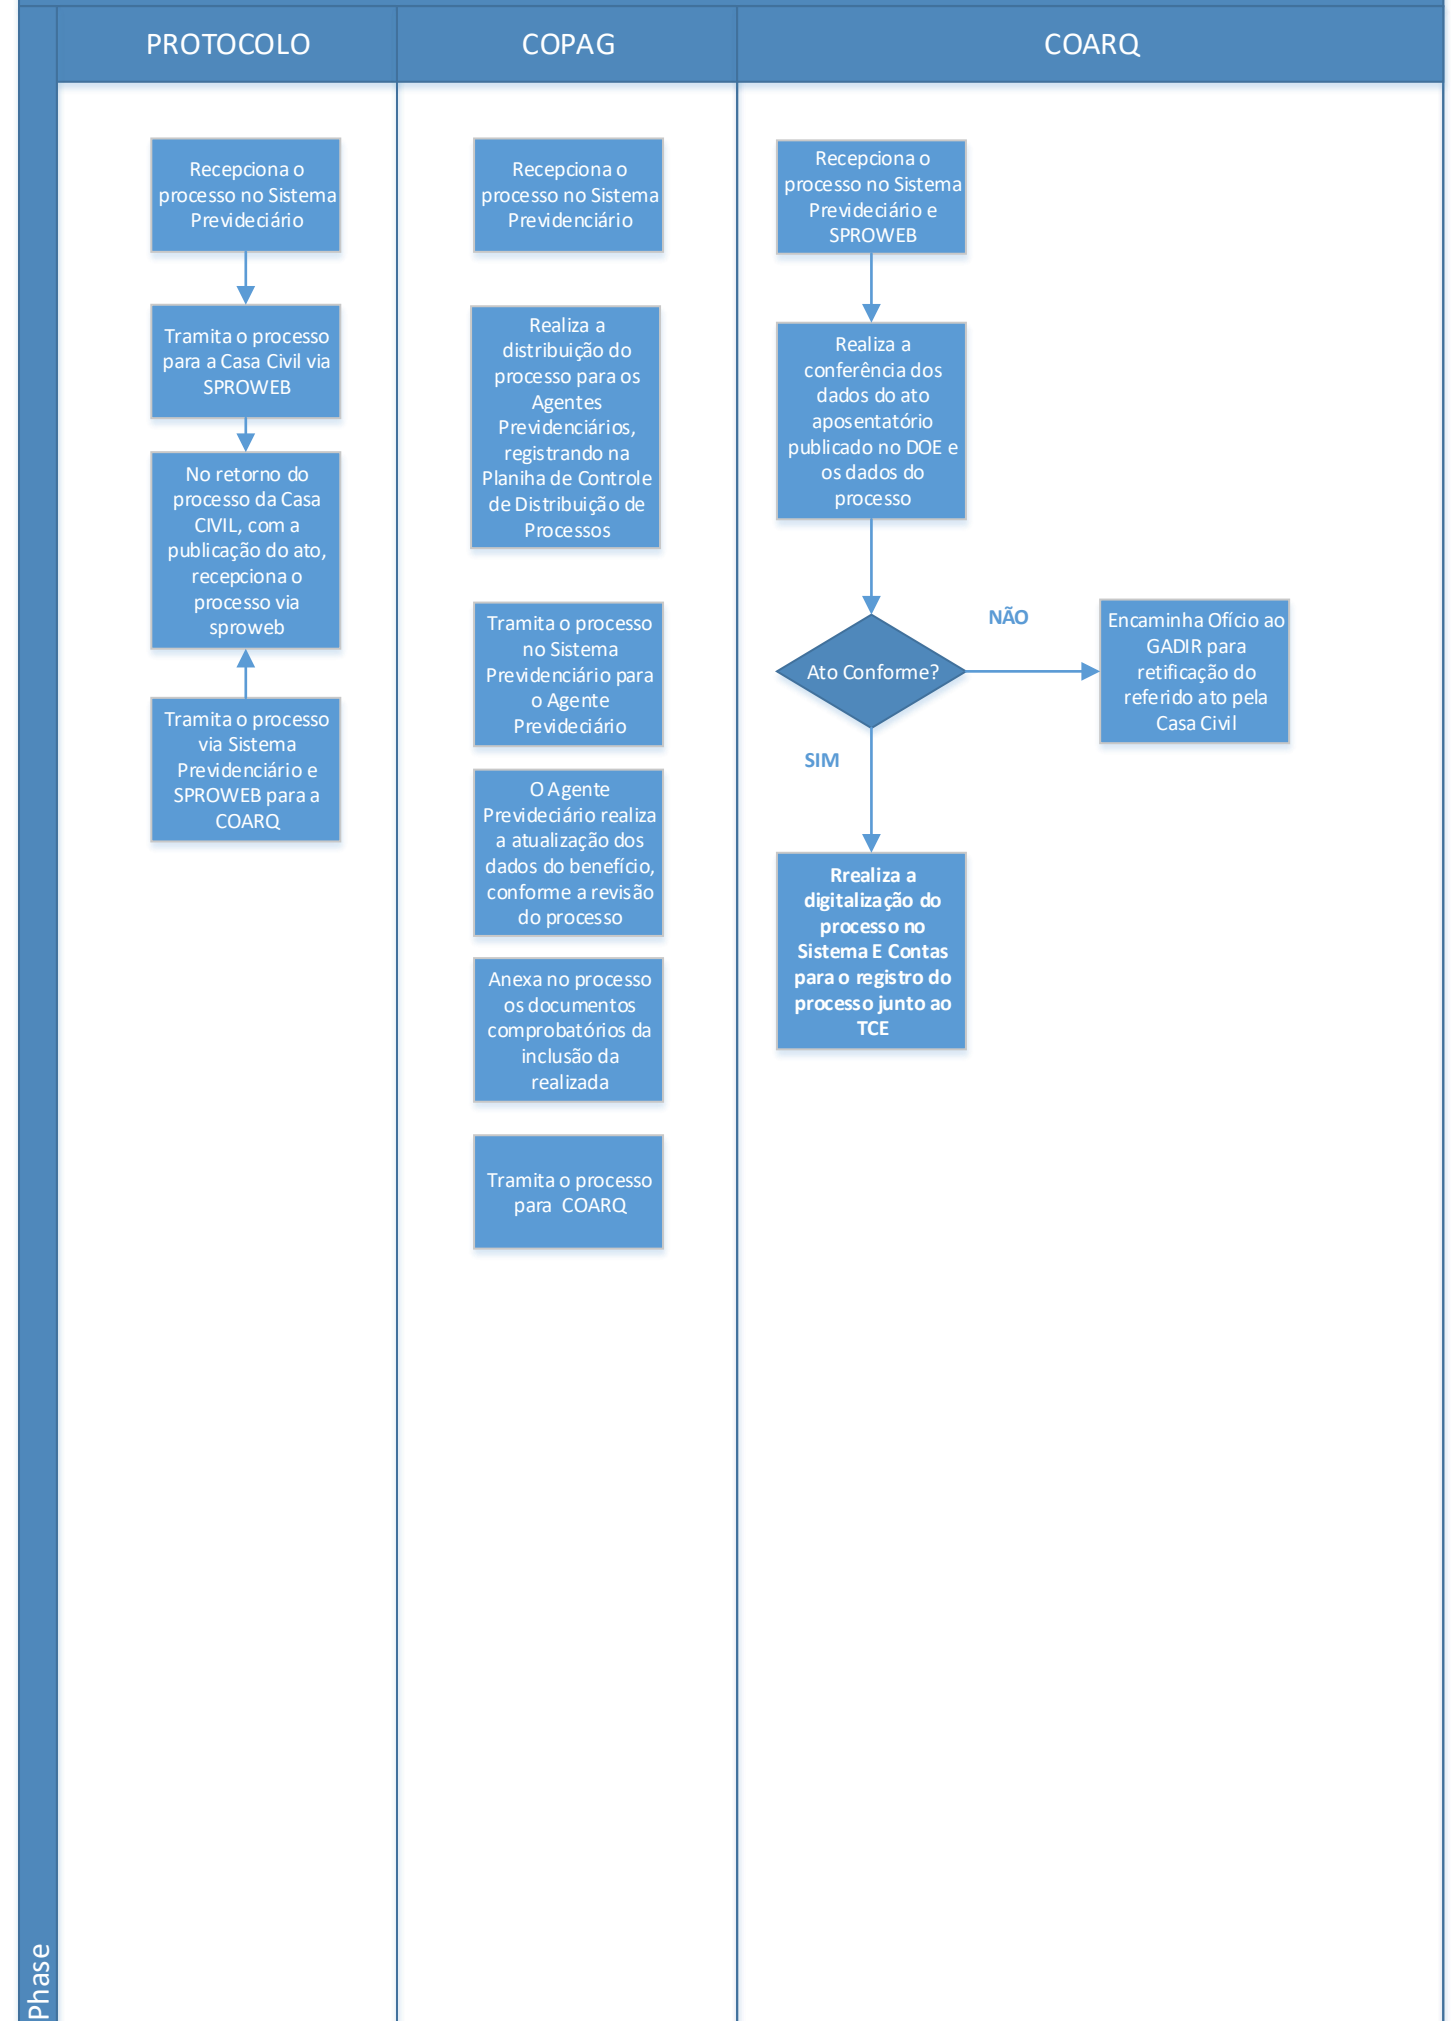 PROTOCOLO
COPAG
COARQ
Recepciona o
processo no Sistema
Prevideciário
Tramita o processo
para a Casa Civil via
SPROWEB
No retorno do
processo da Casa
CIVIL, com a
publicação do ato,
recepciona o
processo via
sproweb
Tramita o processo
via Sistema
Previdenciário e
SPROWEB para a
COARQ
Recepciona o
processo no Sistema
Previdenciário
Realiza a
distribuição do
processo para os
Agentes
Previdenciários,
registrando na
Planiha de Controle
de Distribuição de
Processos
Tramita o processo
no Sistema
Previdenciário para
o Agente
Prevideciário
O Agente
Prevideciário realiza
a atualização dos
dados do benefício,
conforme a revisão
do processo
Anexa no processo
os documentos
comprobatórios da
inclusão da
realizada
Tramita o processo
para COARQ
Recepciona o
processo no Sistema
Prevideciário e
SPROWEB
Realiza a
conferência dos
dados do ato
aposentatório
publicado no DOE e
os dados do
processo
Ato Conforme?
NÃO
Encaminha Ofício ao
GADIR para
retificação do
referido ato pela
Casa Civil
SIM
Rrealiza a
digitalização do
processo no
Sistema E Contas
para o registro do
processo junto ao
TCE
Phase